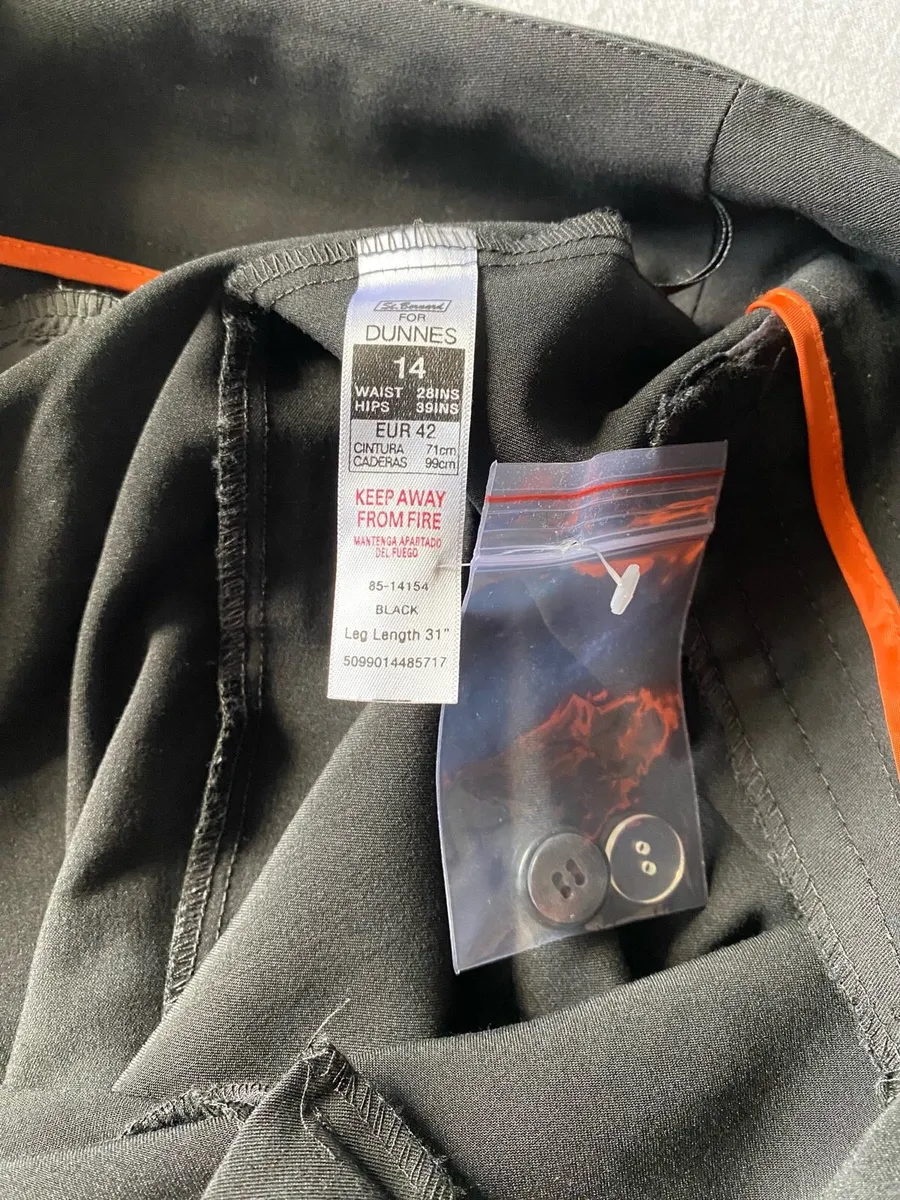 St. Bernard
FOR
DUNNES
14
WAIST 28INS
HIPS 39INS
EUR 42
CINTURA 71cm
CADERAS 99cm
KEEP AWAY
FROM FIRE
MANTENGA APARTADO
DEL FUEGO
85-14154
BLACK
Leg Length 31"
5099014485717